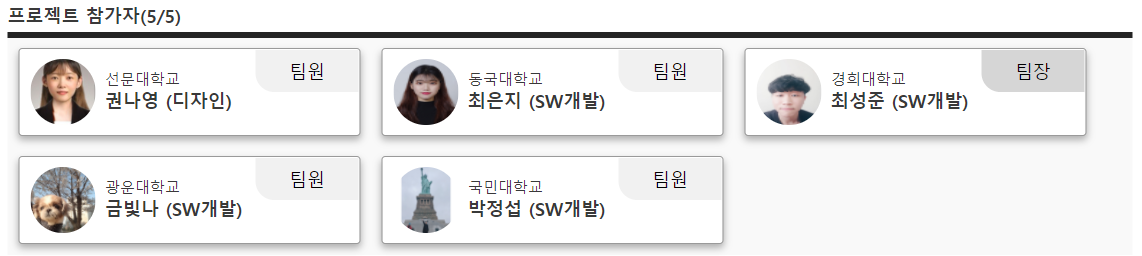 프로젝트 참가자(5/5)
선문대학교
권나영 (디자인)
팀원
동국대학교
최은지 (SW개발)
팀원
경희대학교
최성준 (SW개발)
팀장
광운대학교
금빛나 (SW개발)
팀원
국민대학교
박정섭 (SW개발)
팀원